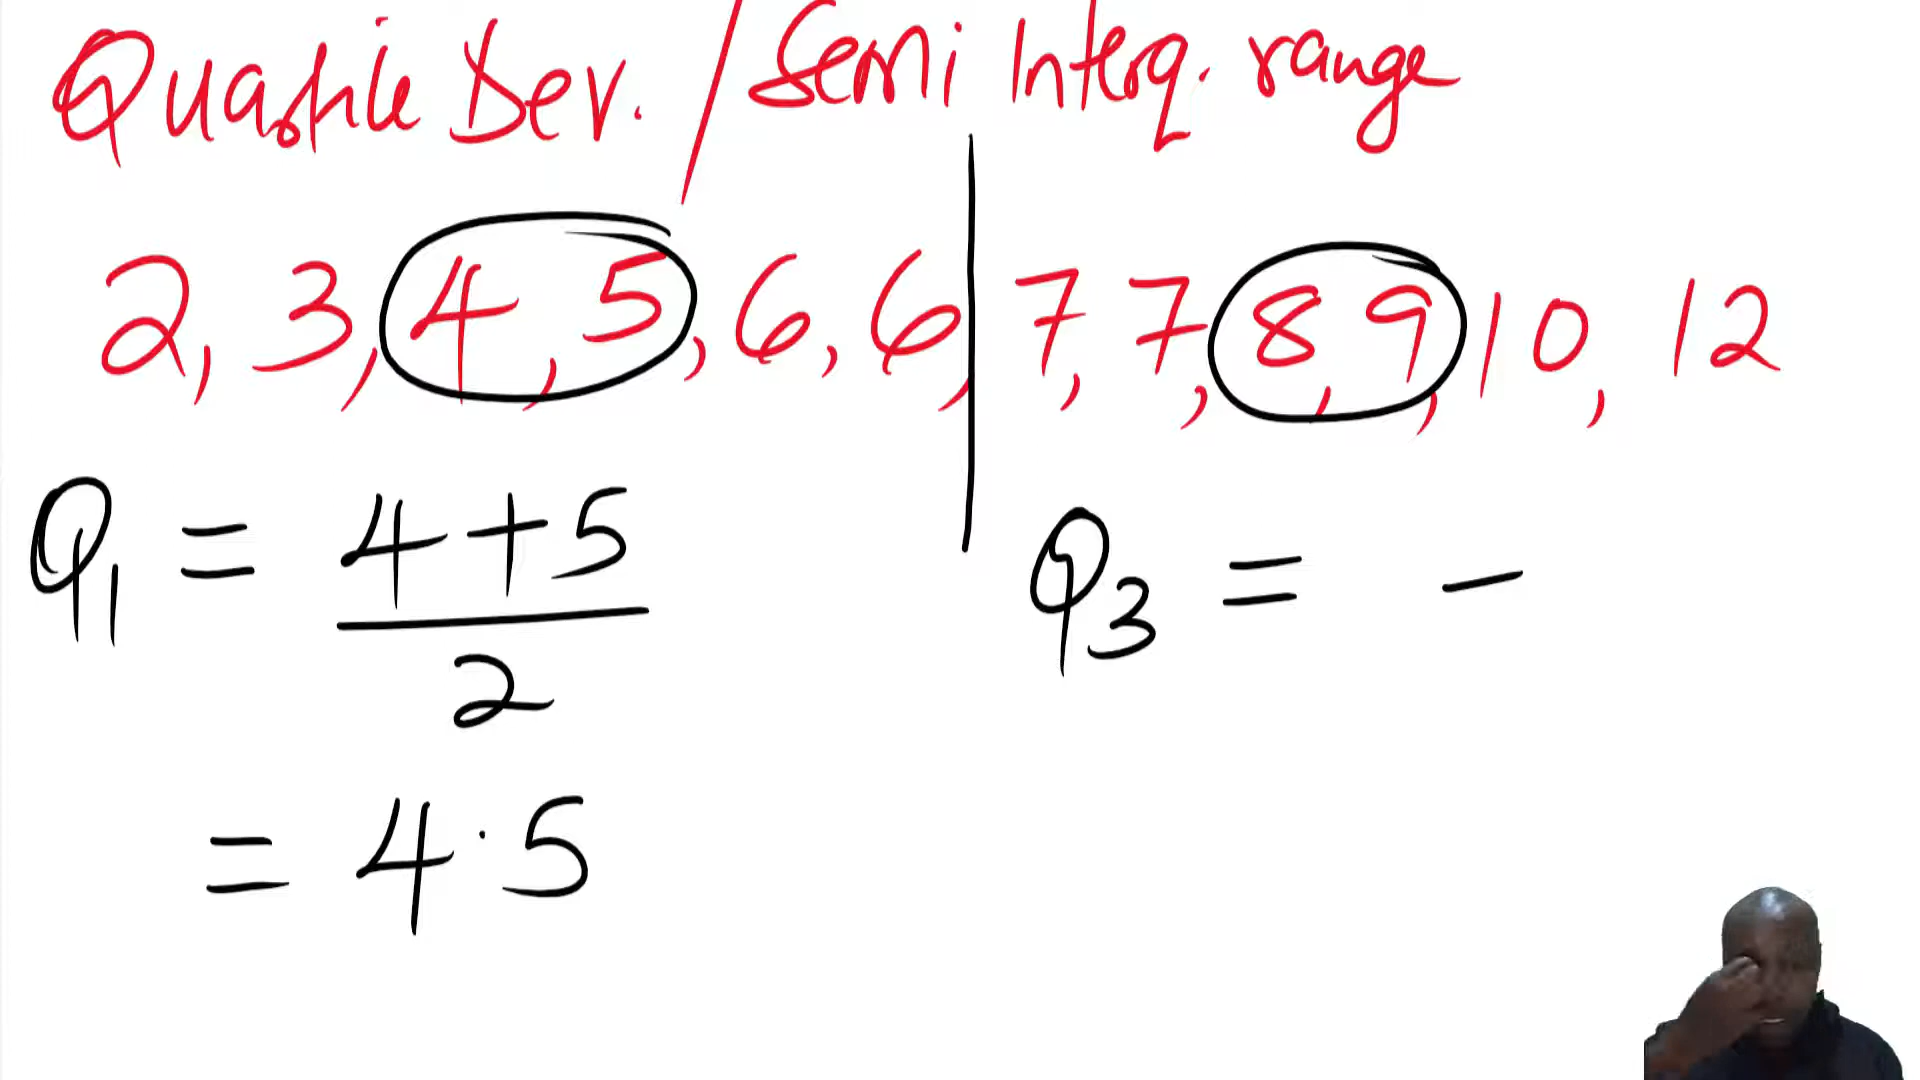 Quartile Dev. / Semi Interq. range
2, 3, 4, 5, 6, 6, 7, 7, 8, 9, 10, 12
Q1 = 4+5
2
= 4.5
Q3 = –